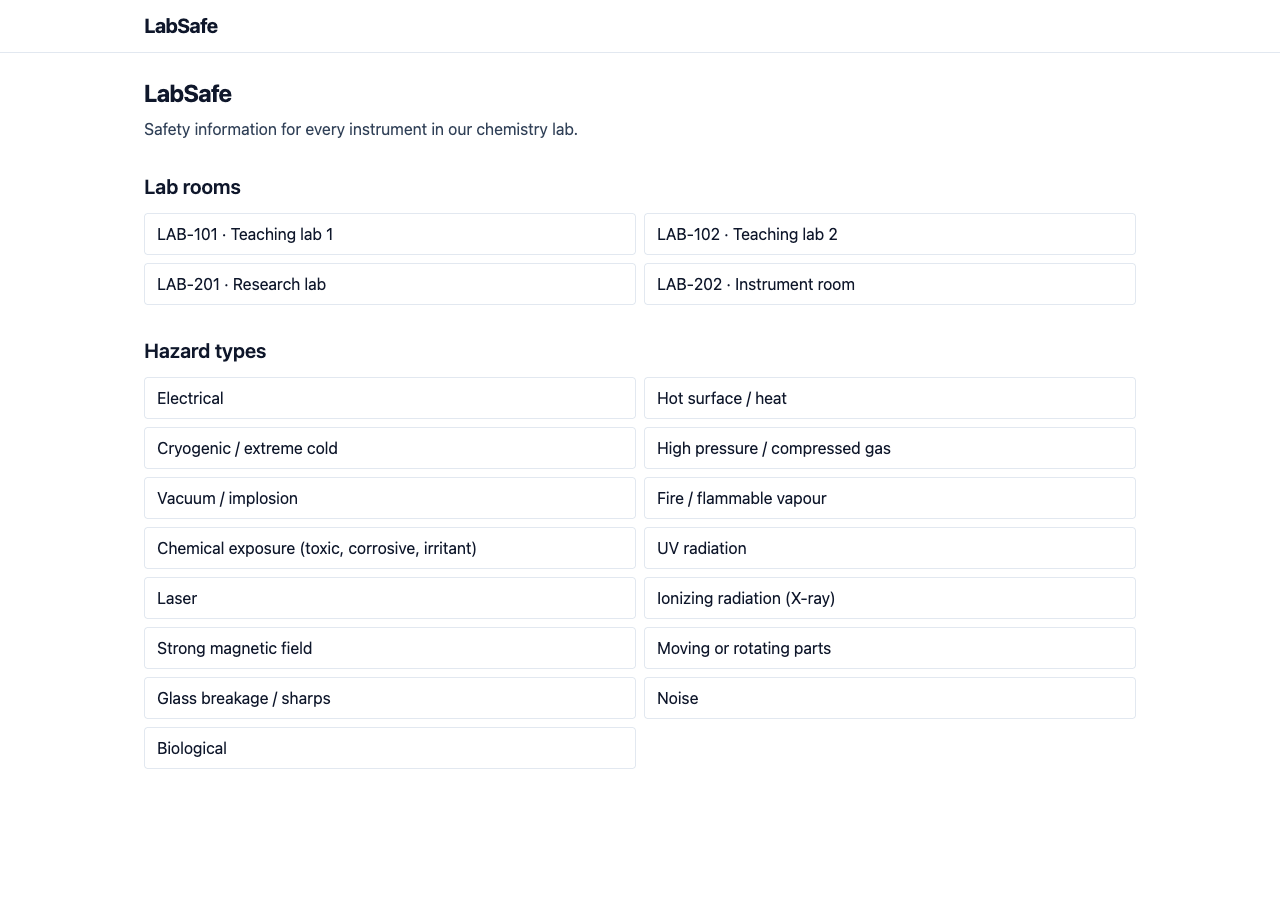 LabSafe
LabSafe
Safety information for every instrument in our chemistry lab.
Lab rooms
LAB-101 · Teaching lab 1
LAB-102 · Teaching lab 2
LAB-201 · Research lab
LAB-202 · Instrument room
Hazard types
Electrical
Hot surface / heat
Cryogenic / extreme cold
High pressure / compressed gas
Vacuum / implosion
Fire / flammable vapour
Chemical exposure (toxic, corrosive, irritant)
UV radiation
Laser
Ionizing radiation (X-ray)
Strong magnetic field
Moving or rotating parts
Glass breakage / sharps
Noise
Biological